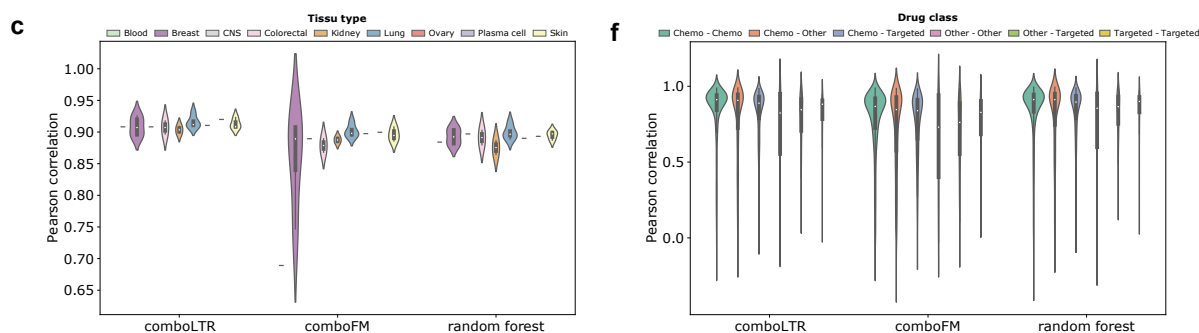 c
Tissu type
Blood Breast CNS Colorectal Kidney Lung Ovary Plasma cell Skin
Pearson correlation
1.00
0.95
0.90
0.85
0.80
0.75
0.70
0.65
comboLTR comboFM random forest
f
Drug class
Chemo - Chemo Chemo - Other Chemo - Targeted Other - Other Other - Targeted Targeted - Targeted
Pearson correlation
1.0
0.5
0.0
comboLTR comboFM random forest